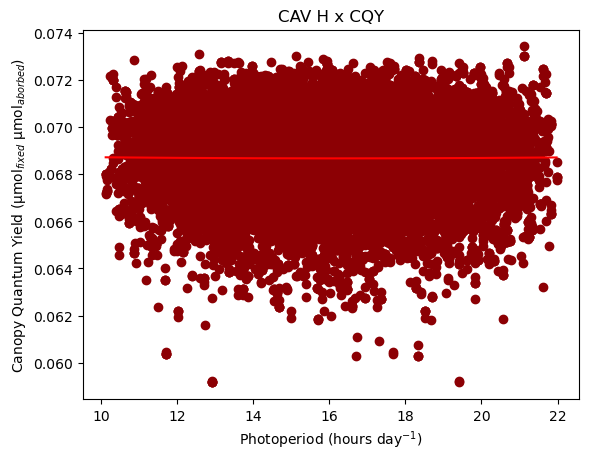 CAV H x CQY
Canopy Quantum Yield (μmol_fixed μmol_aborbed)
0.074
0.072
0.070
0.068
0.066
0.064
0.062
0.060
10 12 14 16 18 20 22
Photoperiod (hours day⁻¹)